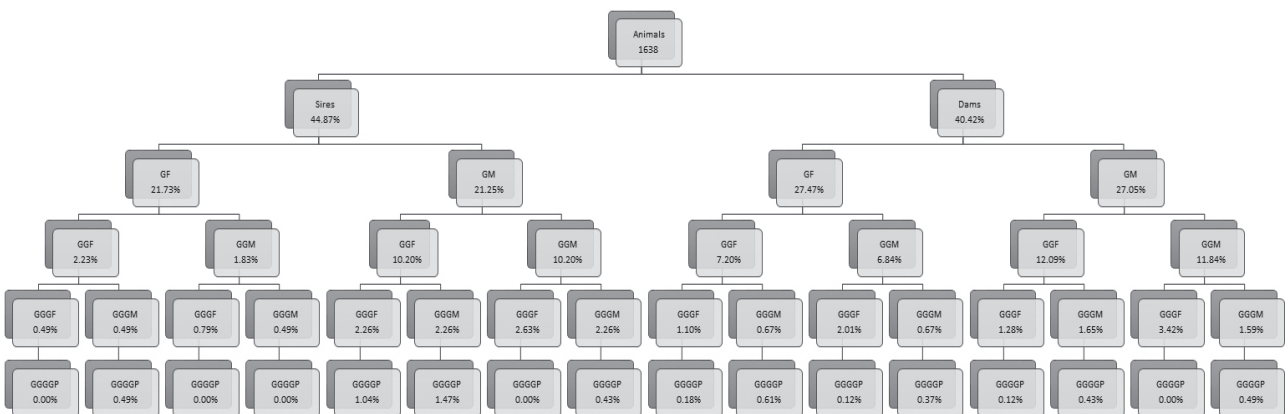 Animals
1638
Sires
44.87%
Dams
40.42%
GF
21.73%
GM
21.25%
GF
27.47%
GM
27.05%
GGF
2.23%
GGM
1.83%
GGF
10.20%
GGM
10.20%
GGF
7.20%
GGM
6.84%
GGF
12.09%
GGM
11.84%
GGGF
0.49%
GGGM
0.49%
GGGF
0.79%
GGGM
0.49%
GGGF
2.26%
GGGM
2.26%
GGGF
2.63%
GGGM
2.26%
GGGF
1.10%
GGGM
0.67%
GGGF
2.01%
GGGM
0.67%
GGGF
1.28%
GGGM
1.65%
GGGF
3.42%
GGGM
1.59%
GGGGP
0.00%
GGGGP
0.49%
GGGGP
0.00%
GGGGP
0.00%
GGGGP
1.04%
GGGGP
1.47%
GGGGP
0.00%
GGGGP
0.43%
GGGGP
0.18%
GGGGP
0.61%
GGGGP
0.12%
GGGGP
0.37%
GGGGP
0.12%
GGGGP
0.43%
GGGGP
0.00%
GGGGP
0.49%